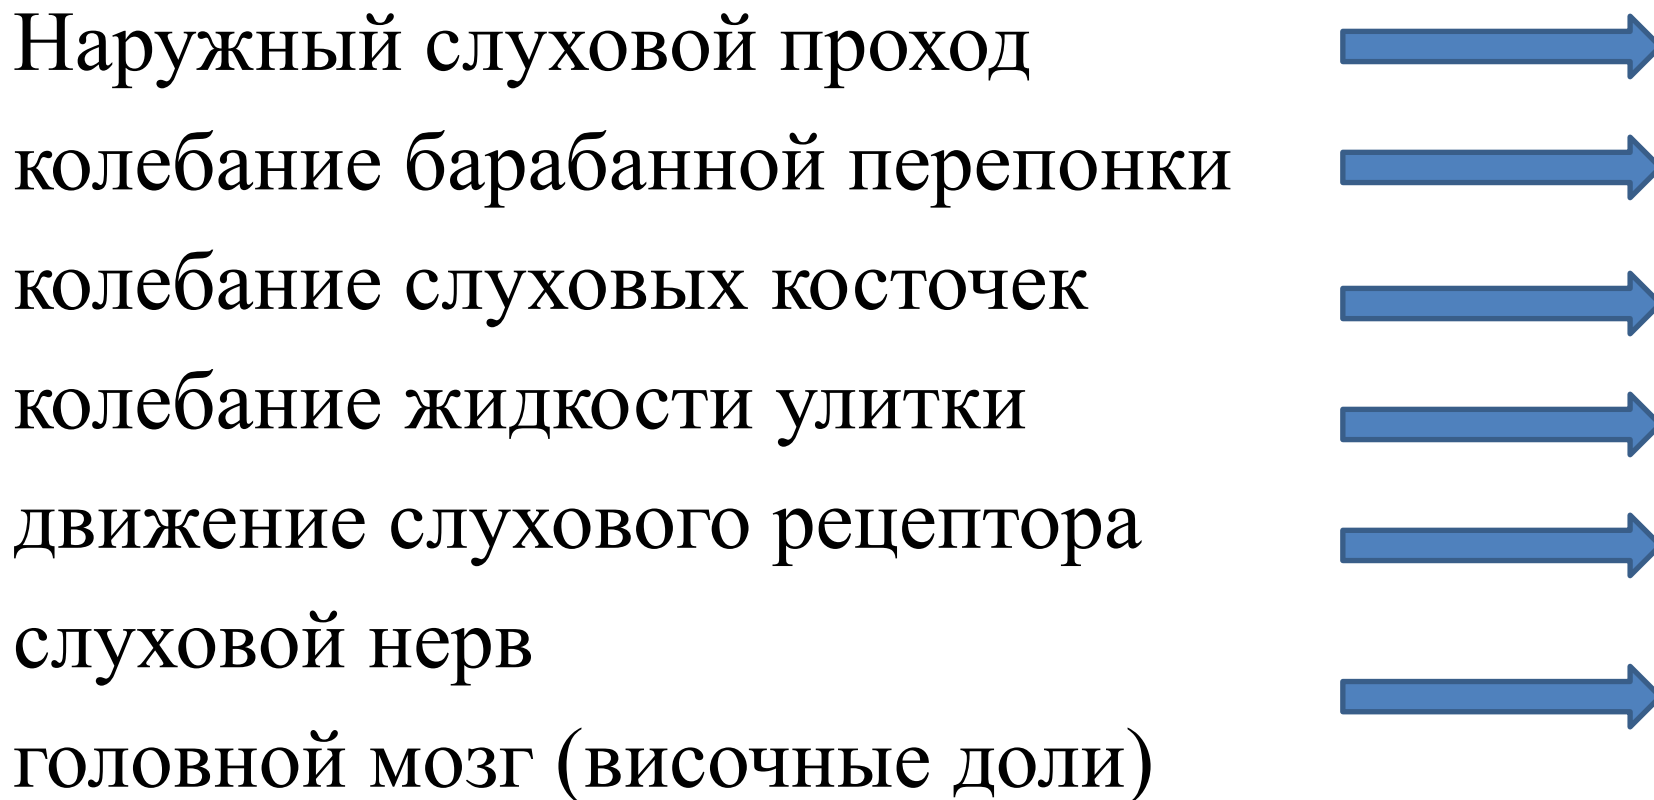 Наружный слуховой проход
колебание барабанной перепонки
колебание слуховых косточек
колебание жидкости улитки
движение слухового рецептора
слуховой нерв
головной мозг (височные доли)